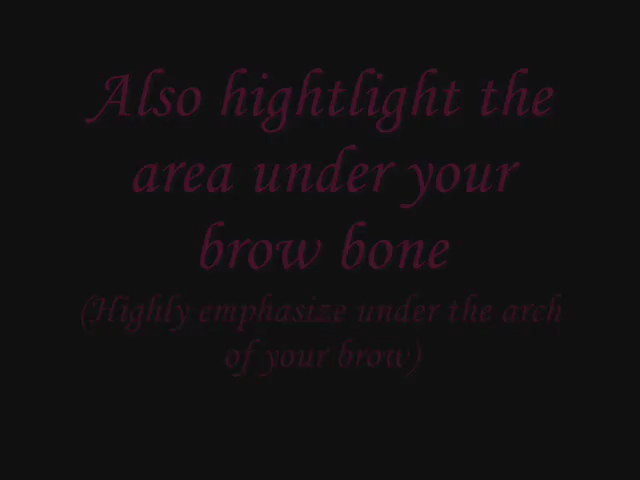 Also hightlight the
area under your
brow bone
(Highly emphasize under the arch
of your brow)